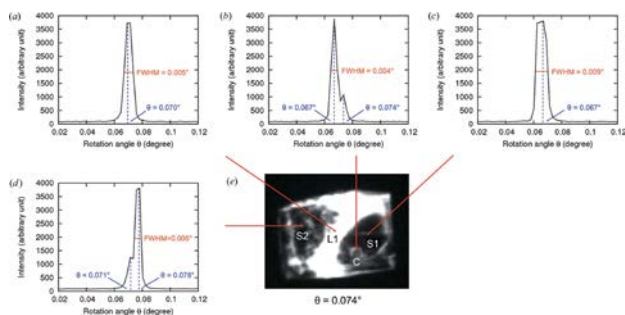 (a)
4000
3500
3000
2500
2000
1500
1000
500
0
Intensity (arbitrary unit)
FWHM = 0.006°
θ = 0.070°
0.02 0.04 0.06 0.08 0.10 0.12
Rotation angle θ (degree)
(b)
4000
3500
3000
2500
2000
1500
1000
500
0
Intensity (arbitrary unit)
FWHM = 0.004°
θ = 0.067°
θ = 0.074°
0.02 0.04 0.06 0.08 0.10 0.12
Rotation angle θ (degree)
(c)
4000
3500
3000
2500
2000
1500
1000
500
0
Intensity (arbitrary unit)
FWHM = 0.009°
θ = 0.067°
0.02 0.04 0.06 0.08 0.10 0.12
Rotation angle θ (degree)
(d)
4000
3500
3000
2500
2000
1500
1000
500
0
Intensity (arbitrary unit)
FWHM=0.006°
θ = 0.071°
θ = 0.078°
0.02 0.04 0.06 0.08 0.10 0.12
Rotation angle θ (degree)
(e)
S2
L1
S1
C
θ = 0.074°